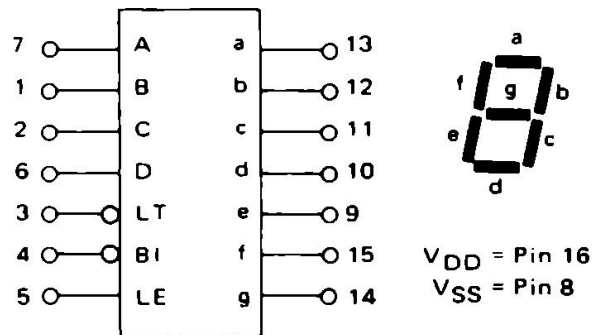 7 A a 13
1 B b 12
2 C c 11
6 D d 10
3 LT e 9
4 BI f 15
5 LE g 14
a
f g b
e c
d
VDD = Pin 16
VSS = Pin 8